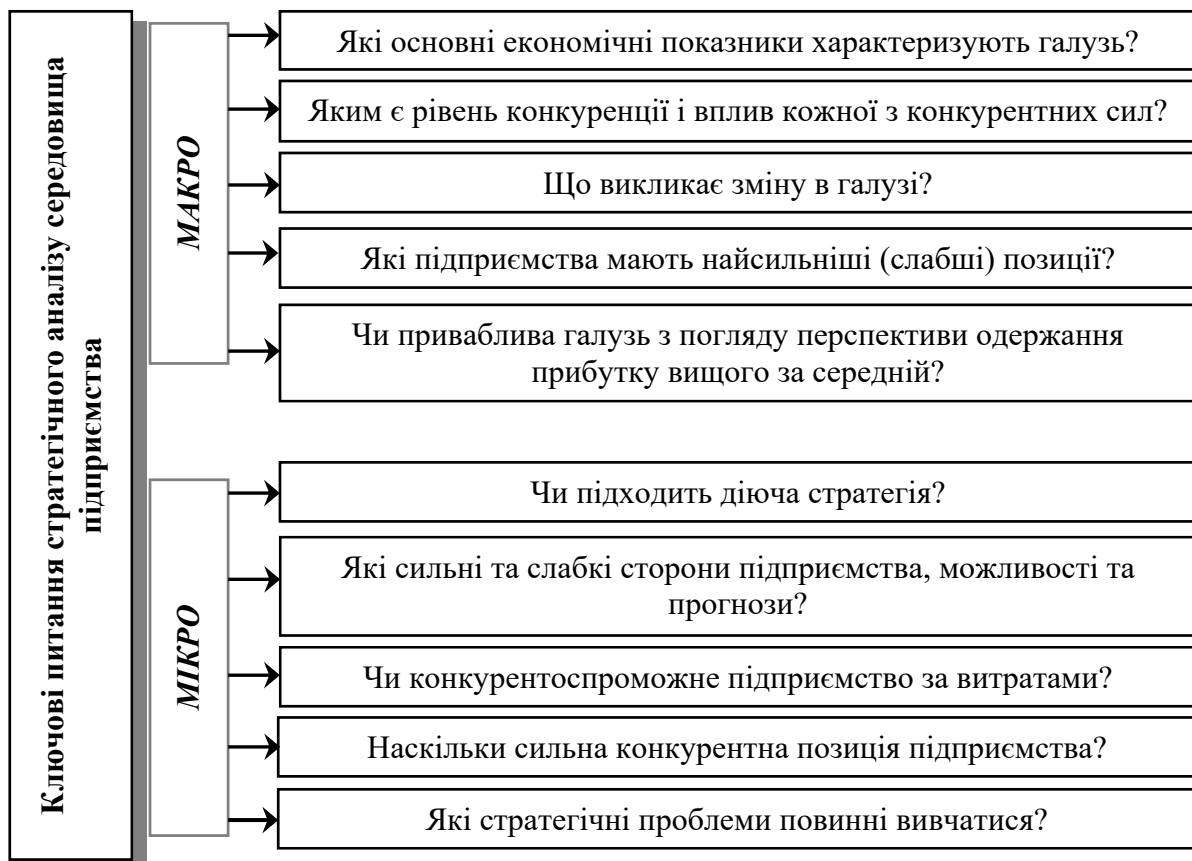 Ключові питання стратегічного аналізу середовища
підприємства
МАКРО
Які основні економічні показники характеризують галузь?
Яким є рівень конкуренції і вплив кожної з конкурентних сил?
Що викликає зміну в галузі?
Які підприємства мають найсильніші (слабші) позиції?
Чи приваблива галузь з погляду перспективи одержання
прибутку вищого за середній?
МІКРО
Чи підходить діюча стратегія?
Які сильні та слабкі сторони підприємства, можливості та
прогнози?
Чи конкурентоспроможне підприємство за витратами?
Наскільки сильна конкурентна позиція підприємства?
Які стратегічні проблеми повинні вивчатися?